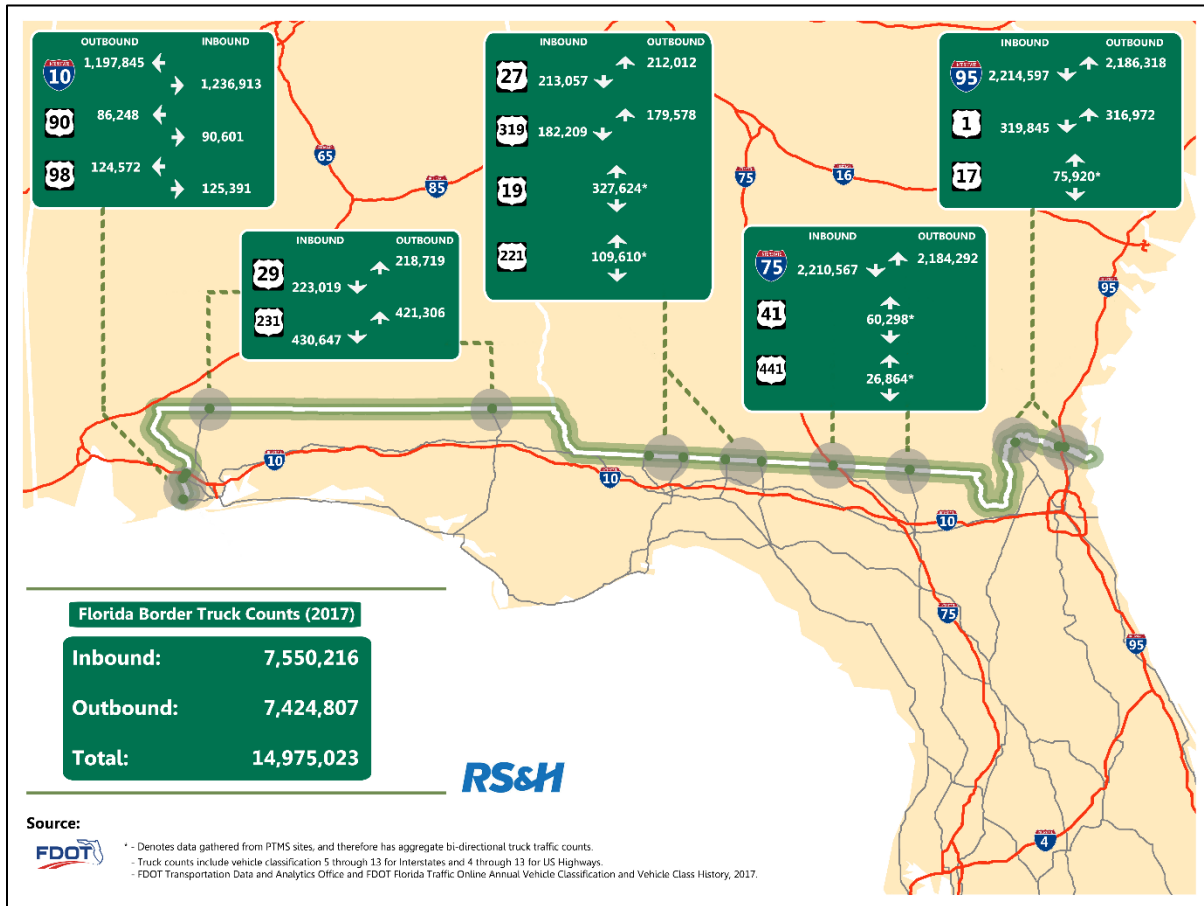 OUTBOUND INBOUND
INTERSTATE 10 1,197,845
1,236,913
90 86,248
90,601
98 124,572
125,391
INBOUND OUTBOUND
29 218,719
223,019
231 421,306
430,647
INBOUND OUTBOUND
27 212,012
213,057
319 179,578
182,209
19 327,624*
221 109,610*
INBOUND OUTBOUND
INTERSTATE 95 2,186,318
2,214,597
1 316,972
319,845
17 75,920*
INBOUND OUTBOUND
INTERSTATE 75 2,184,292
2,210,567
41 60,298*
441 26,864*
65
85
75
16
95
10
10
10
75
95
4
Florida Border Truck Counts (2017)
Inbound: 7,550,216
Outbound: 7,424,807
Total: 14,975,023
RS&H
Source:
FDOT
* - Denotes data gathered from PTMS sites, and therefore has aggregate bi-directional truck traffic counts.
- Truck counts include vehicle classification 5 through 13 for Interstates and 4 through 13 for US Highways.
- FDOT Transportation Data and Analytics Office and FDOT Florida Traffic Online Annual Vehicle Classification and Vehicle Class History, 2017.